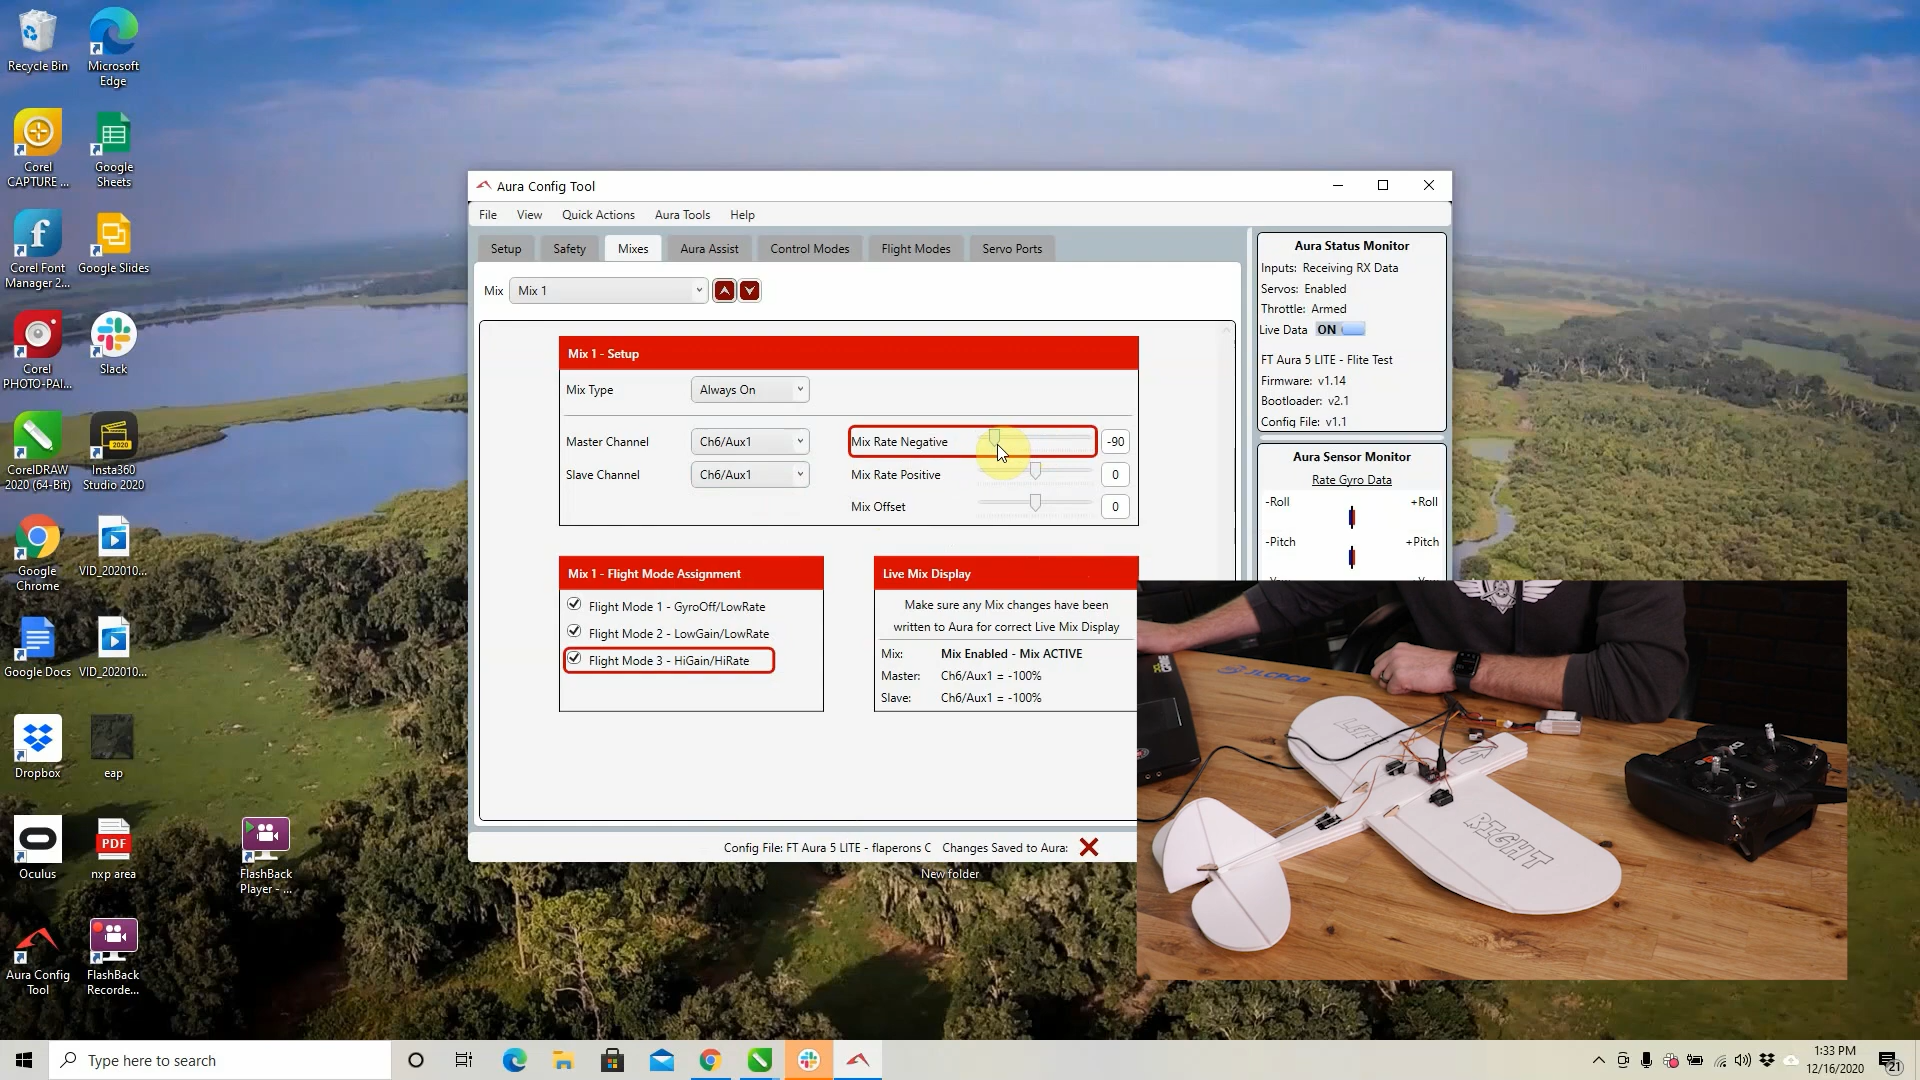 Recycle Bin
Microsoft
Edge
Corel
CAPTURE ...
Google
Sheets
Corel Font
Manager 2...
Google Slides
Corel
PHOTO-PAI...
Slack
CorelDRAW
2020 (64-Bit)
Insta360
Studio 2020
Google
Chrome
VID_202010...
Google Docs
VID_202010...
Dropbox
eap
Oculus
PDF
nxp area
FlashBack
Player - ...
Aura Config
Tool
FlashBack
Recorde...
Aura Config Tool
File View Quick Actions Aura Tools Help
Setup Safety Mixes Aura Assist Control Modes Flight Modes Servo Ports
Mix Mix 1
Mix 1 - Setup
Mix Type Always On
Master Channel Ch6/Aux1 Mix Rate Negative -90
Slave Channel Ch6/Aux1 Mix Rate Positive 0
Mix Offset 0
Mix 1 - Flight Mode Assignment
Flight Mode 1 - GyroOff/LowRate
Flight Mode 2 - LowGain/LowRate
Flight Mode 3 - HiGain/HiRate
Live Mix Display
Make sure any Mix changes have been
written to Aura for correct Live Mix Display
Mix: Mix Enabled - Mix ACTIVE
Master: Ch6/Aux1 = -100%
Slave: Ch6/Aux1 = -100%
Config File: FT Aura 5 LITE - flaperons C Changes Saved to Aura:
New folder
Aura Status Monitor
Inputs: Receiving RX Data
Servos: Enabled
Throttle: Armed
Live Data ON
FT Aura 5 LITE - Flite Test
Firmware: v1.14
Bootloader: v2.1
Config File: v1.1
Aura Sensor Monitor
Rate Gyro Data
-Roll +Roll
-Pitch +Pitch
JLCPCB
LEFT
RIGHT
Type here to search
1:33 PM
12/16/2020
21